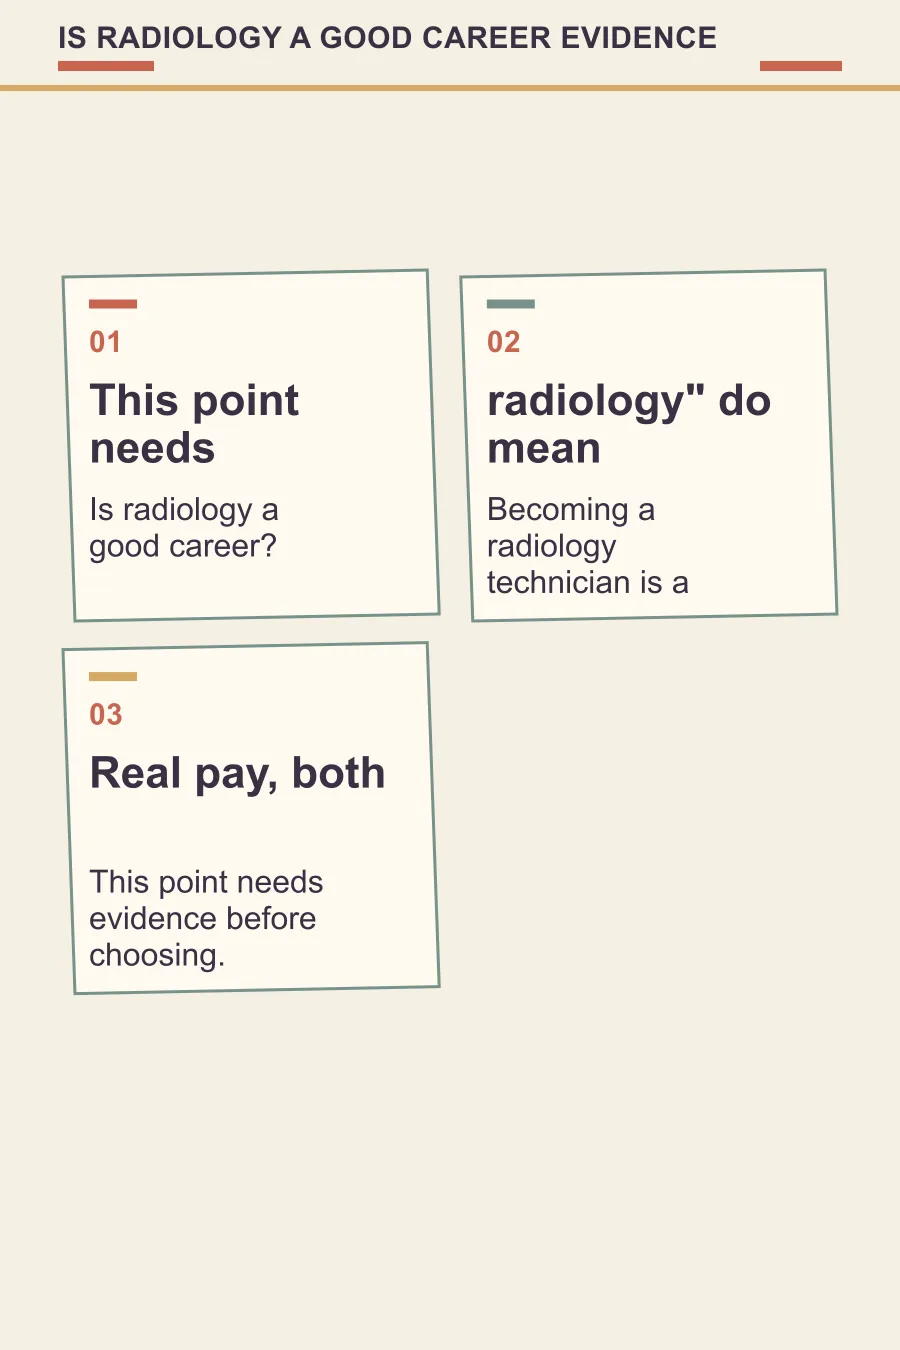 IS RADIOLOGY A GOOD CAREER EVIDENCE
01
This point
needs
Is radiology a
good career?
02
radiology" do
mean
Becoming a
radiology
technician is a
03
Real pay, both
This point needs
evidence before
choosing.